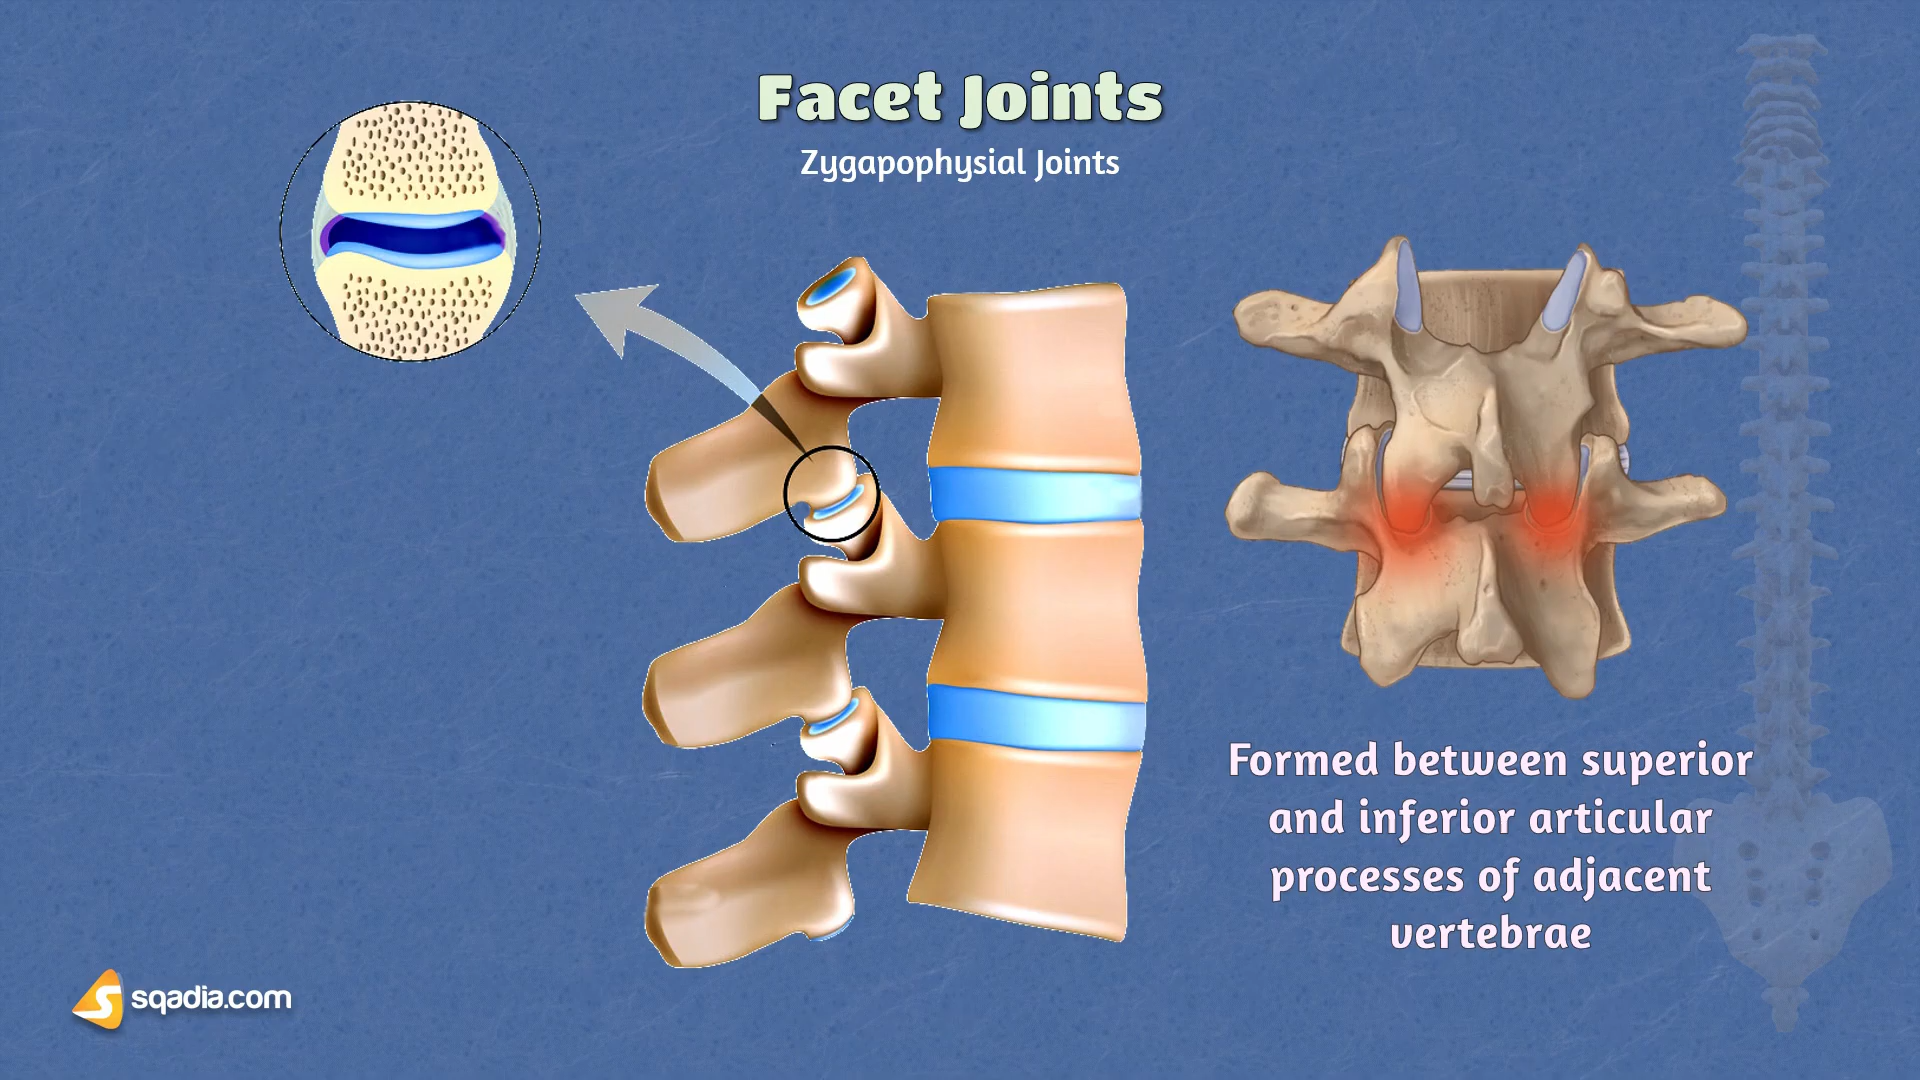 Facet Joints
Zygapophysial Joints
Formed between superior
and inferior articular
processes of adjacent
vertebrae
sqadia.com